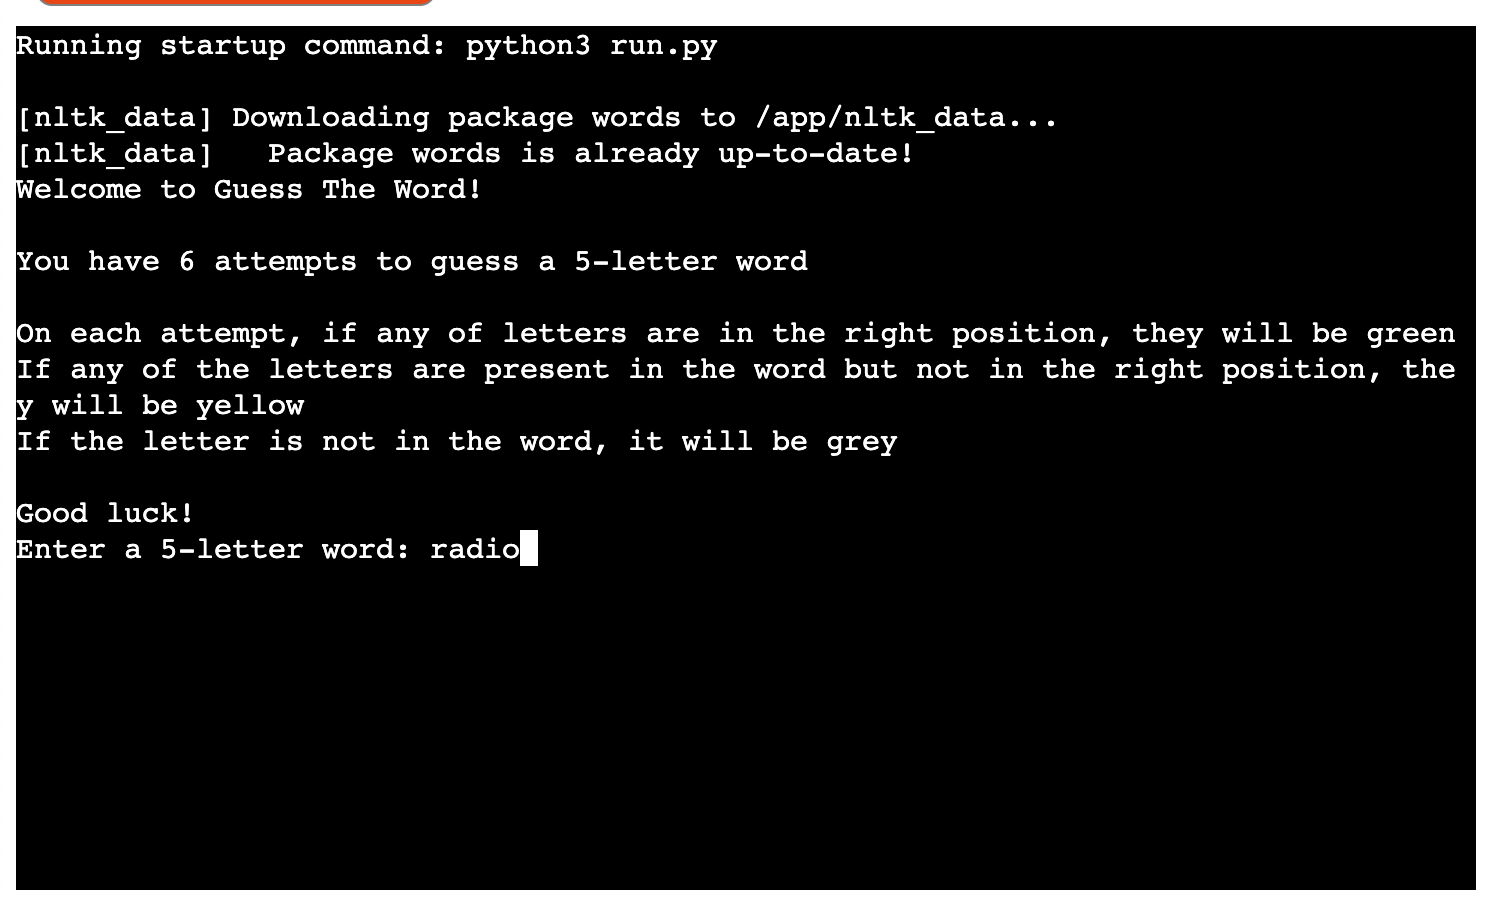 Running startup command: python3 run.py
[nltk_data] Downloading package words to /app/nltk_data...
[nltk_data]   Package words is already up-to-date!
Welcome to Guess The Word!
You have 6 attempts to guess a 5-letter word
On each attempt, if any of letters are in the right position, they will be green
If any of the letters are present in the word but not in the right position, the
y will be yellow
If the letter is not in the word, it will be grey
Good luck!
Enter a 5-letter word: radio